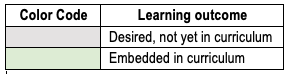 Color Code Learning outcome
Desired, not yet in curriculum
Embedded in curriculum